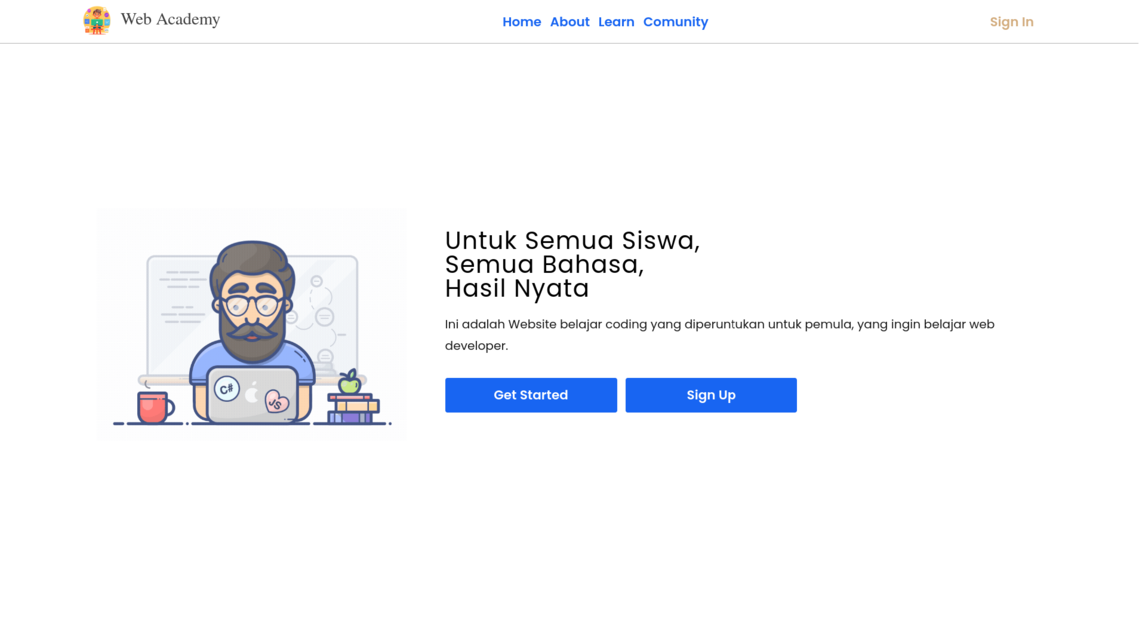 Web Academy
Home About Learn Comunity
Sign In
Untuk Semua Siswa,
Semua Bahasa,
Hasil Nyata
Ini adalah Website belajar coding yang diperuntukan untuk pemula, yang ingin belajar web
developer.
C#
JS
Get Started
Sign Up